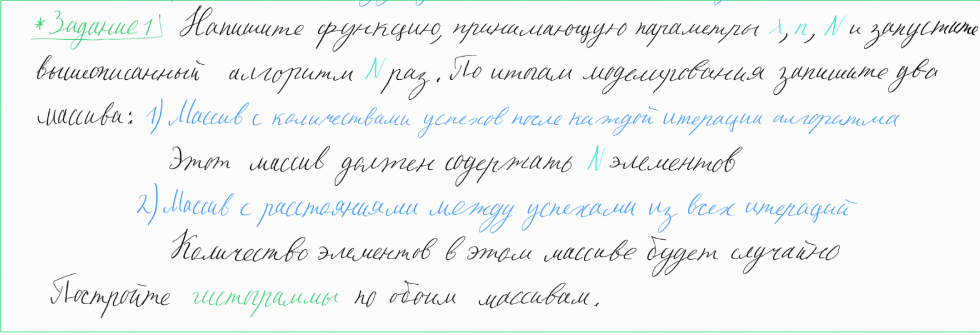 * Задание 1 Напишите функцию, принимающую параметры λ, n, N и запустите
вышеописанный алгоритм N раз. По итогам моделирования запишите два
массива: 1) Массив с количествами успехов после каждой итерации алгоритма
Этот массив должен содержать N элементов
2) Массив с расстояниями между успехами из всех итераций
Количество элементов в этом массиве будет случайно
Постройте гистограммы по обоим массивам.